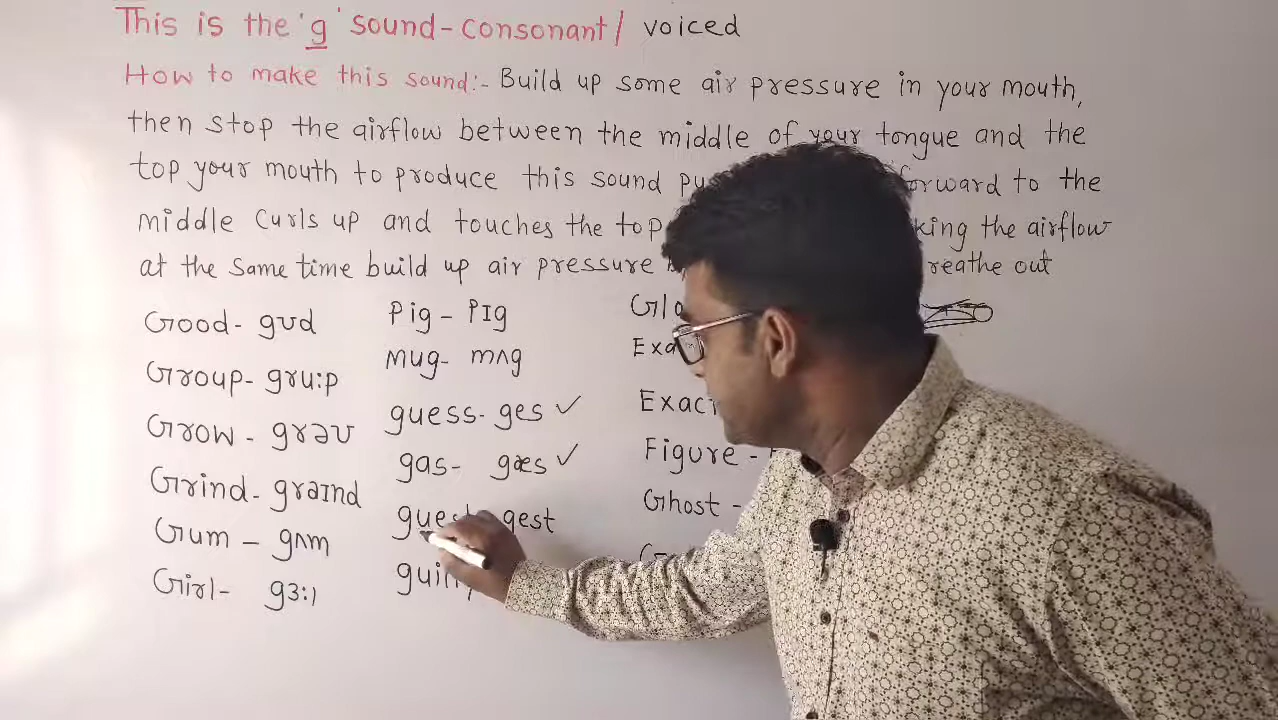 This is the 'g' sound-consonant/ voiced
How to make this sound:- Build up some air pressure in your mouth,
then stop the airflow between the middle of your tongue and the
top your mouth to produce this sound forward to the
middle curls up and touches the top the airflow
at the same time build up air pressure out
Good- gʊd
Group- gru:p
Grow - grəʊ
Grind- graɪnd
Gum - gʌm
Girl- gɜ:l
Pig - PIg
mug- mʌg
guess- ges ✓
gas- gæs ✓
guest gest
Figure -
Ghost -